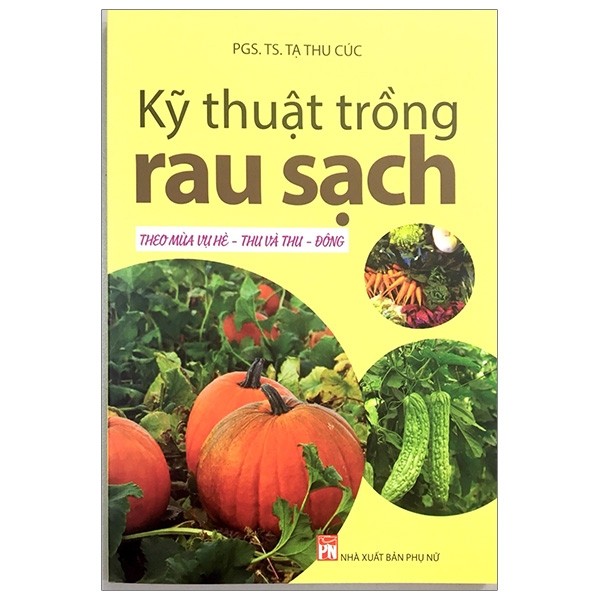 PGS. TS. TẠ THU CÚC
Kỹ thuật trồng
rau sạch
THEO MÙA VỤ HÈ - THU VÀ THU - ĐÔNG
PN
NHÀ XUẤT BẢN PHỤ NỮ